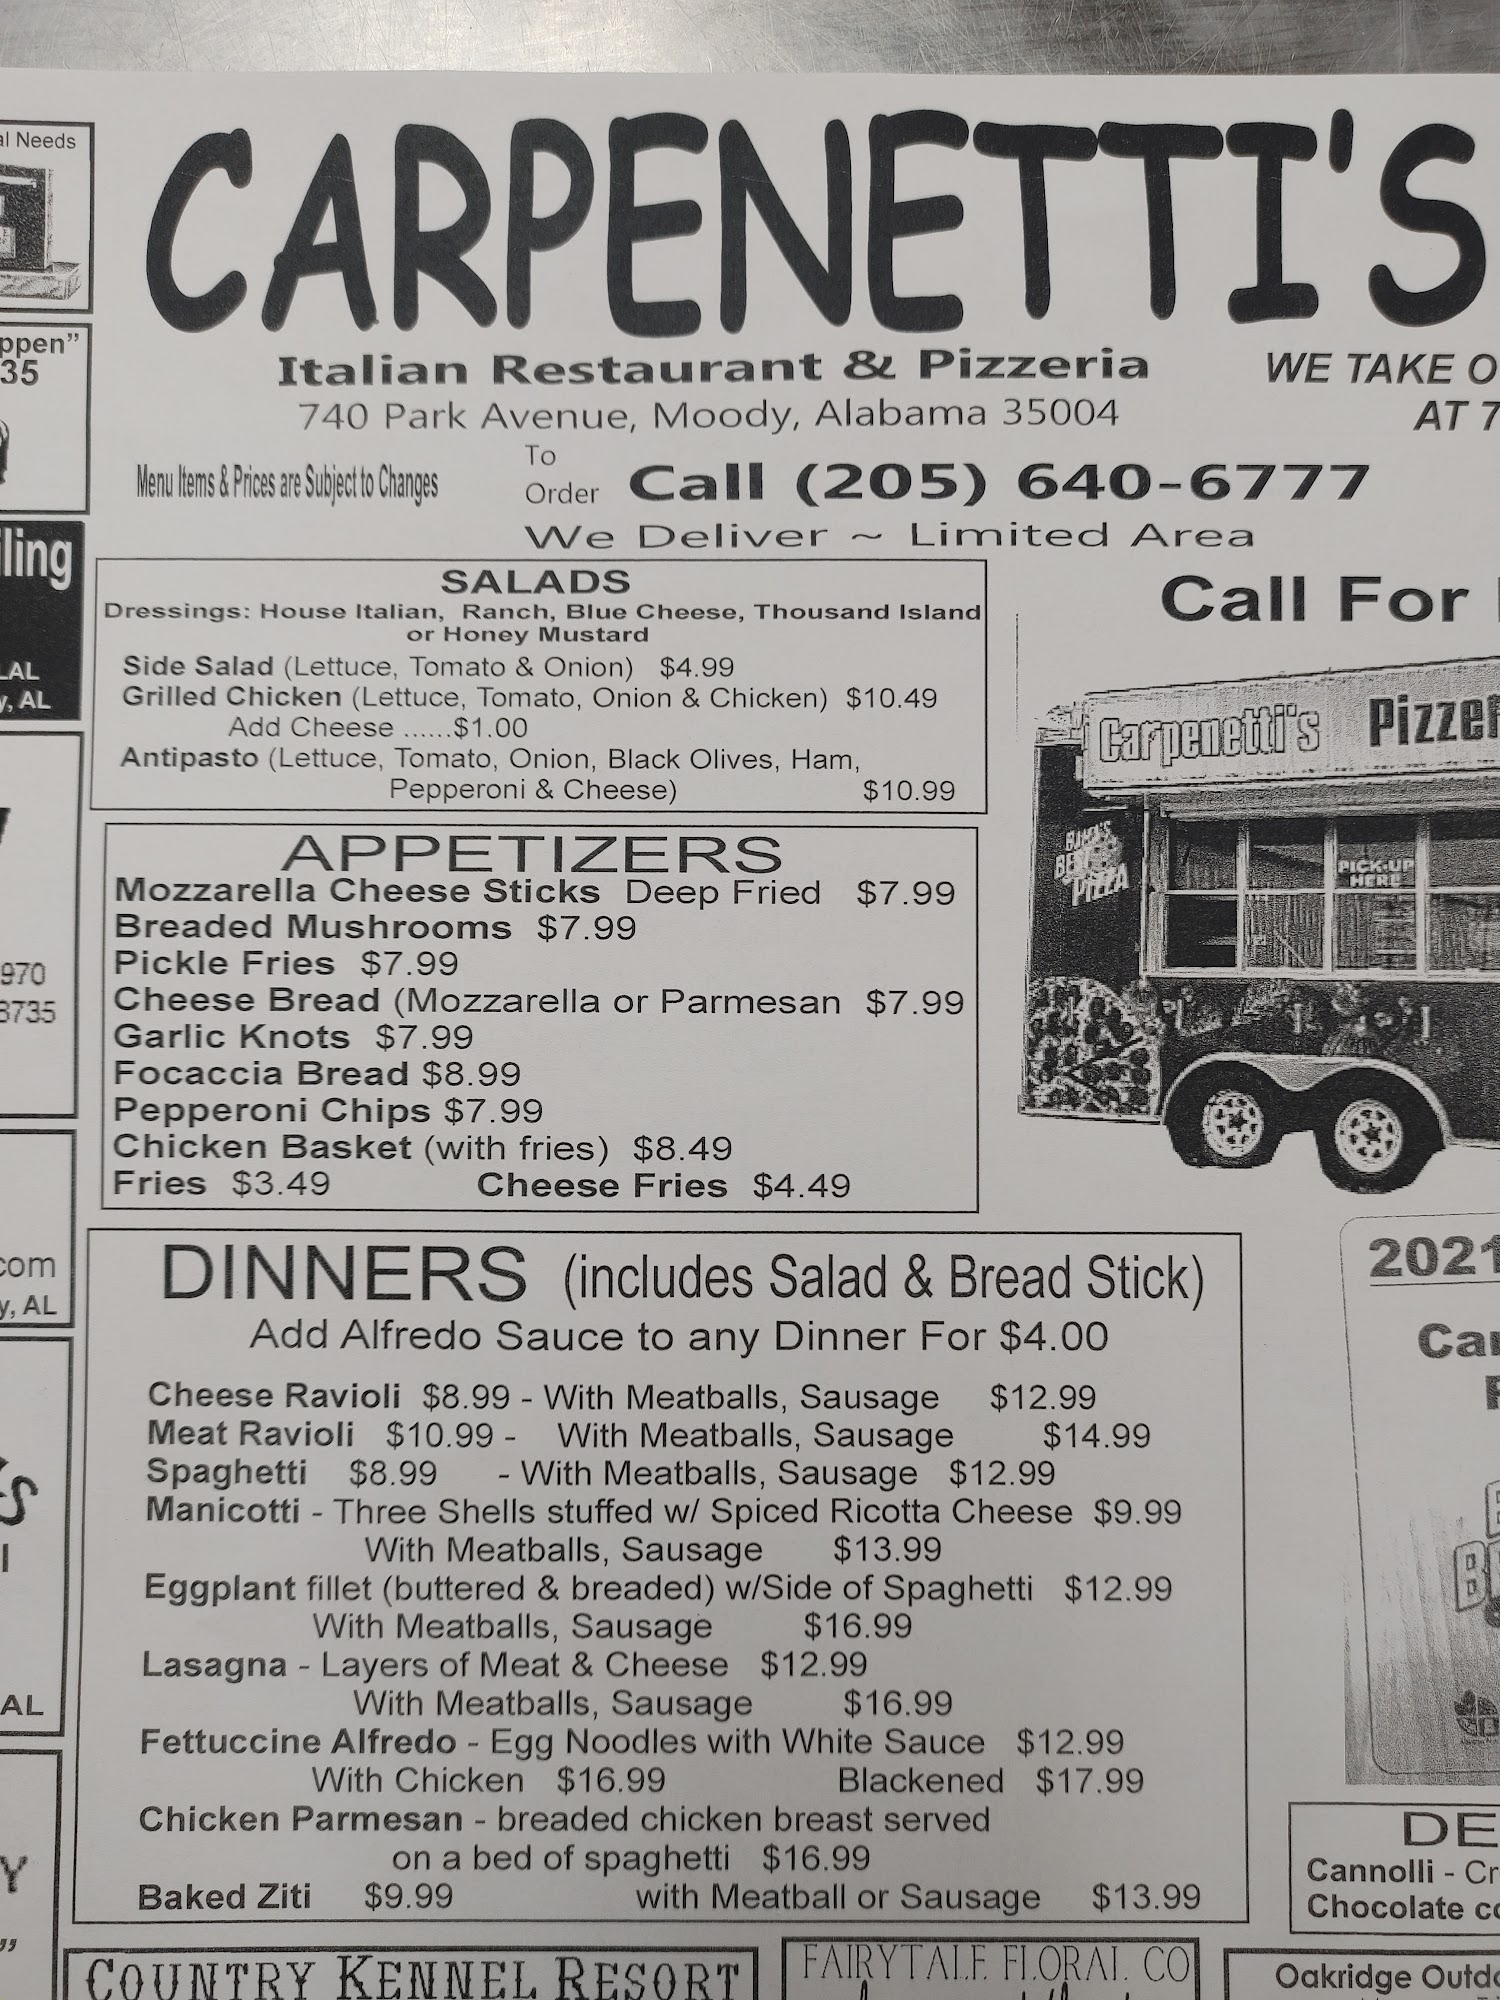 al Needs
ppen"
35
iling
AL
y, AL
970
8735
com
y, AL
AL
Y
"
CARPENETTI'S
Italian Restaurant & Pizzeria
740 Park Avenue, Moody, Alabama 35004
WE TAKE O
AT 7
Menu Items & Prices are Subject to Changes
To
Order Call (205) 640-6777
We Deliver ~ Limited Area
SALADS
Dressings: House Italian, Ranch, Blue Cheese, Thousand Island
or Honey Mustard
Side Salad (Lettuce, Tomato & Onion) $4.99
Grilled Chicken (Lettuce, Tomato, Onion & Chicken) $10.49
Add Cheese ......$1.00
Antipasto (Lettuce, Tomato, Onion, Black Olives, Ham,
Pepperoni & Cheese) $10.99
Call For
Carpenetti's Pizzer
BHM'S
BEST
PIZZA
PICK-UP
HERE
APPETIZERS
Mozzarella Cheese Sticks Deep Fried $7.99
Breaded Mushrooms $7.99
Pickle Fries $7.99
Cheese Bread (Mozzarella or Parmesan $7.99
Garlic Knots $7.99
Focaccia Bread $8.99
Pepperoni Chips $7.99
Chicken Basket (with fries) $8.49
Fries $3.49 Cheese Fries $4.49
DINNERS (includes Salad & Bread Stick)
Add Alfredo Sauce to any Dinner For $4.00
Cheese Ravioli $8.99 - With Meatballs, Sausage $12.99
Meat Ravioli $10.99 - With Meatballs, Sausage $14.99
Spaghetti $8.99 - With Meatballs, Sausage $12.99
Manicotti - Three Shells stuffed w/ Spiced Ricotta Cheese $9.99
With Meatballs, Sausage $13.99
Eggplant fillet (buttered & breaded) w/Side of Spaghetti $12.99
With Meatballs, Sausage $16.99
Lasagna - Layers of Meat & Cheese $12.99
With Meatballs, Sausage $16.99
Fettuccine Alfredo - Egg Noodles with White Sauce $12.99
With Chicken $16.99 Blackened $17.99
Chicken Parmesan - breaded chicken breast served
on a bed of spaghetti $16.99
Baked Ziti $9.99 with Meatball or Sausage $13.99
2021
Car
DE
Cannolli - Cr
Chocolate co
COUNTRY KENNEL RESORT
FAIRYTALE FLORAL CO
Oakridge Outdo